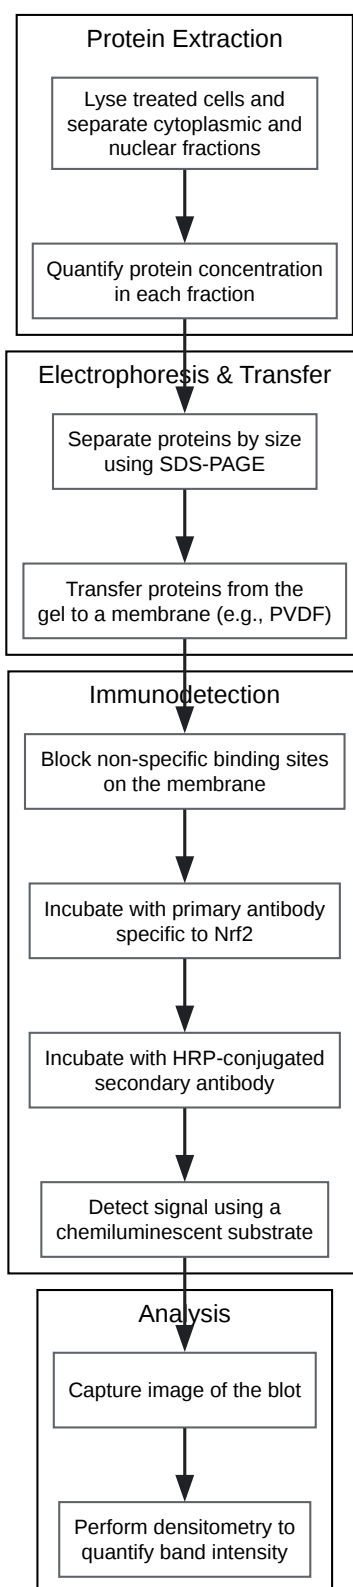 Protein Extraction
Lyse treated cells and
separate cytoplasmic and
nuclear fractions
Quantify protein concentration
in each fraction
Electrophoresis & Transfer
Separate proteins by size
using SDS-PAGE
Transfer proteins from the
gel to a membrane (e.g., PVDF)
Immunodetection
Block non-specific binding sites
on the membrane
Incubate with primary antibody
specific to Nrf2
Incubate with HRP-conjugated
secondary antibody
Detect signal using a
chemiluminescent substrate
Analysis
Capture image of the blot
Perform densitometry to
quantify band intensity